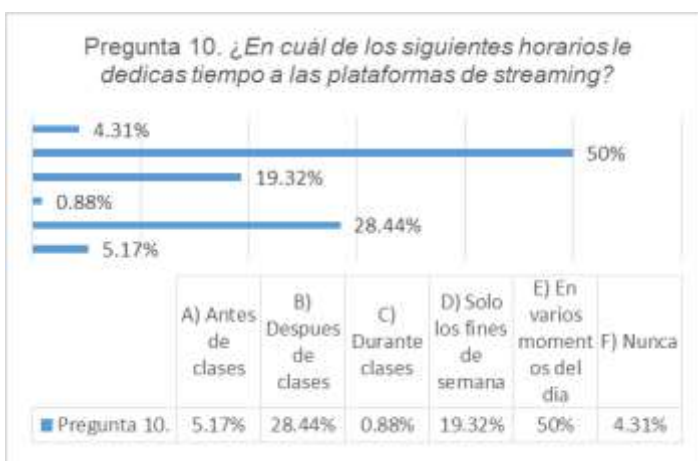 Pregunta 10. ¿En cuál de los siguientes horarios le
dedicas tiempo a las plataformas de streaming?
4.31%
50%
19.32%
0.88%
28.44%
5.17%
A) Antes
de
clases
B)
Despues
de
clases
C)
Durante
clases
D) Solo
los fines
de
semana
E) En
varios
moment
os del
dia
F) Nunca
Pregunta 10. 5.17% 28.44% 0.88% 19.32% 50% 4.31%